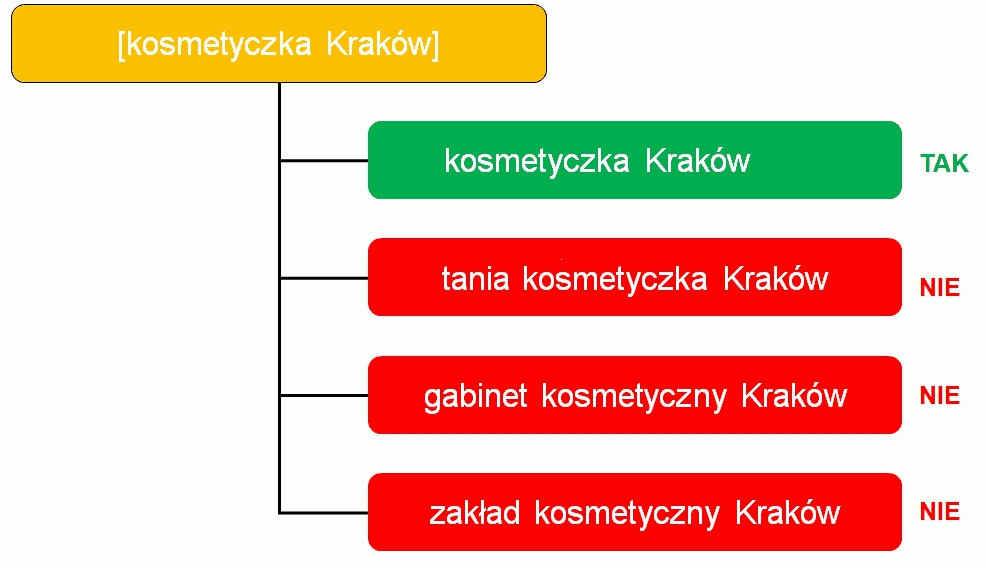 [kosmetyczka Kraków]
kosmetyczka Kraków
TAK
tania kosmetyczka Kraków
NIE
gabinet kosmetyczny Kraków
NIE
zakład kosmetyczny Kraków
NIE